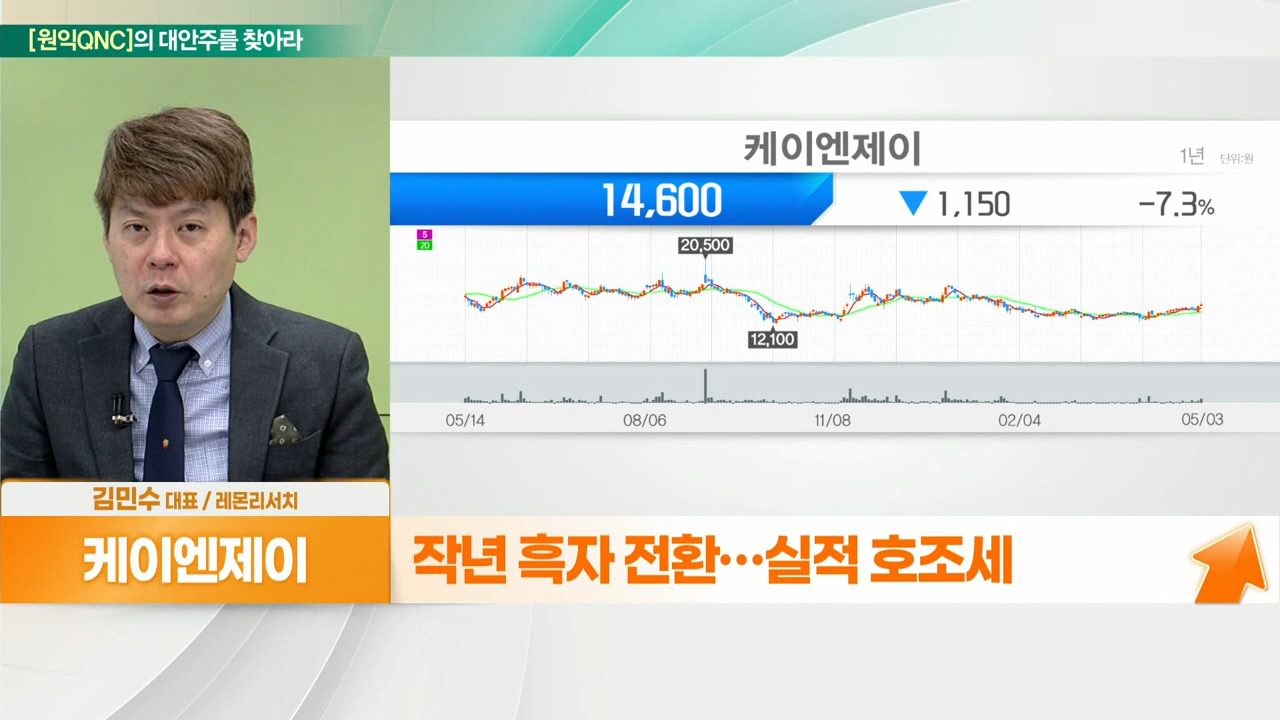 [원익QNC]의 대안주를 찾아라
케이엔제이
1년 단위:원
14,600 ▼ 1,150 -7.3%
5
20
20,500
12,100
05/14 08/06 11/08 02/04 05/03
김민수 대표 / 레몬리서치
케이엔제이
작년 흑자 전환…실적 호조세